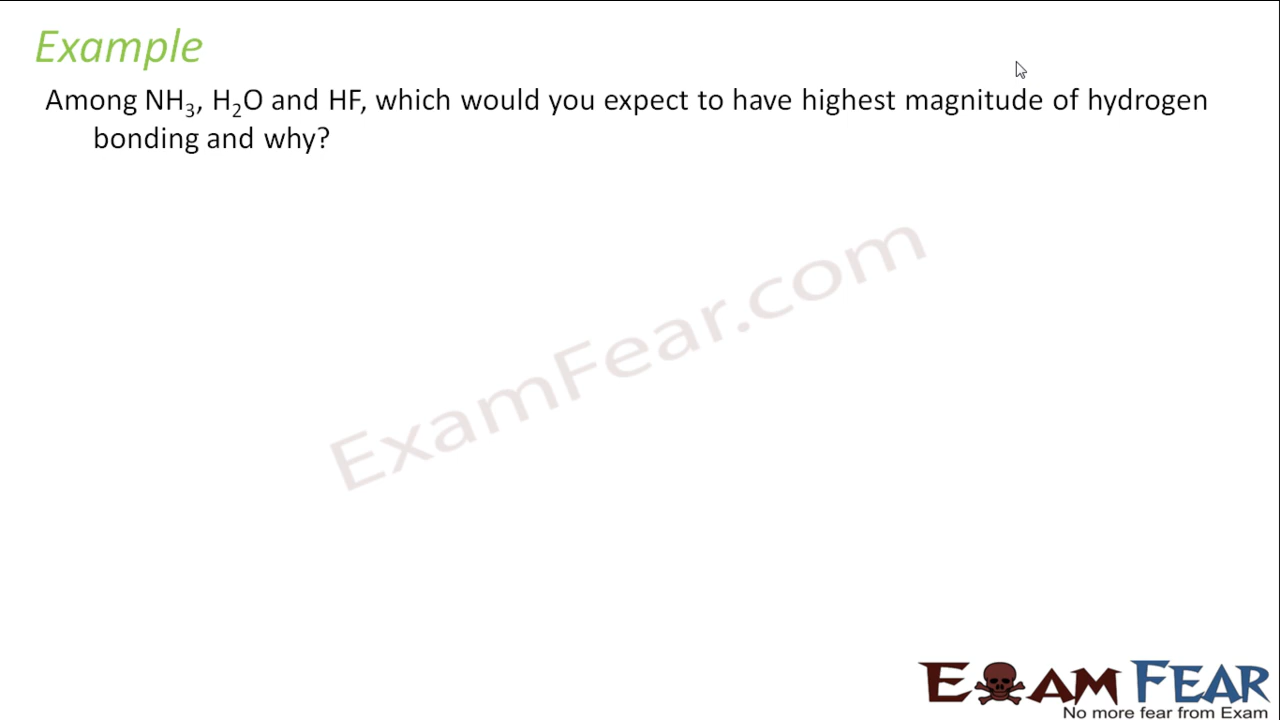 Example
Among NH₃, H₂O and HF, which would you expect to have highest magnitude of hydrogen
bonding and why?
ExamFear.com
EXAM FEAR
No more fear from Exam